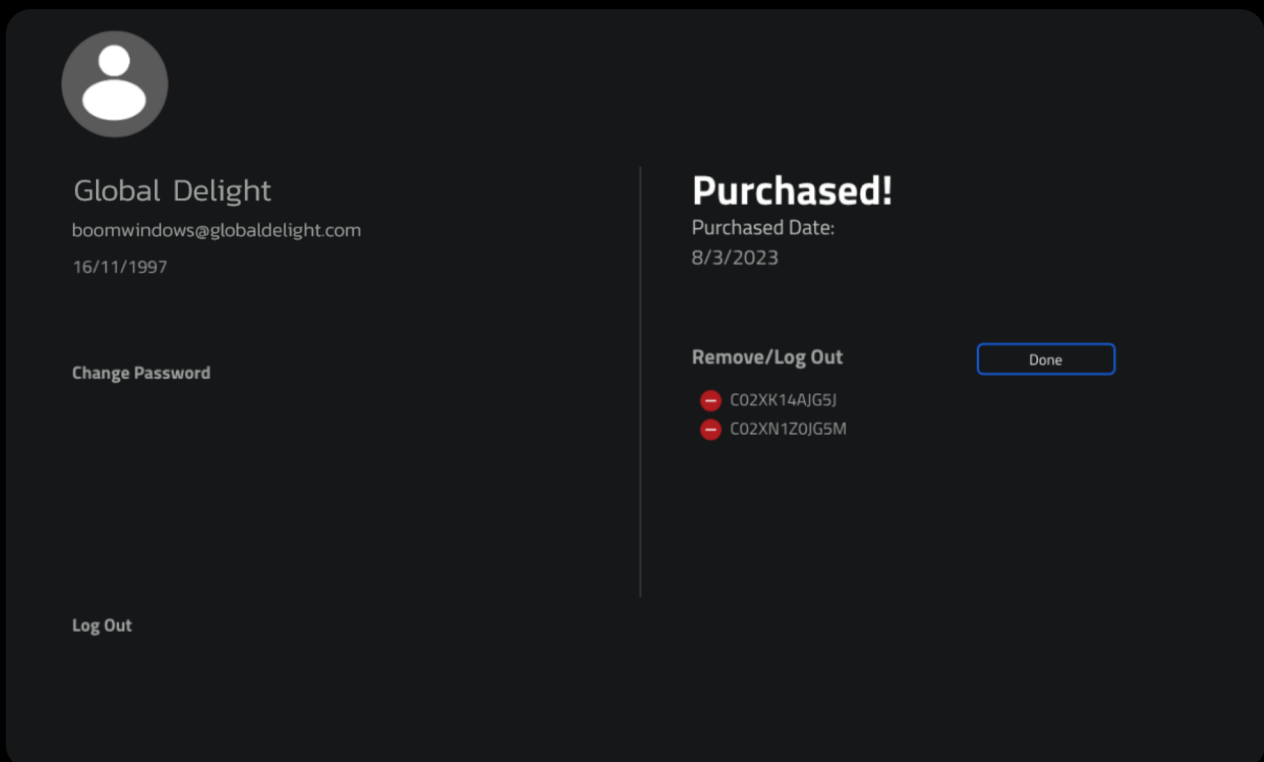 Global Delight
boomwindows@globaldelight.com
16/11/1997
Change Password
Log Out
Purchased!
Purchased Date:
8/3/2023
Remove/Log Out
Done
C02XK14AJG5J
C02XN1Z0JG5M